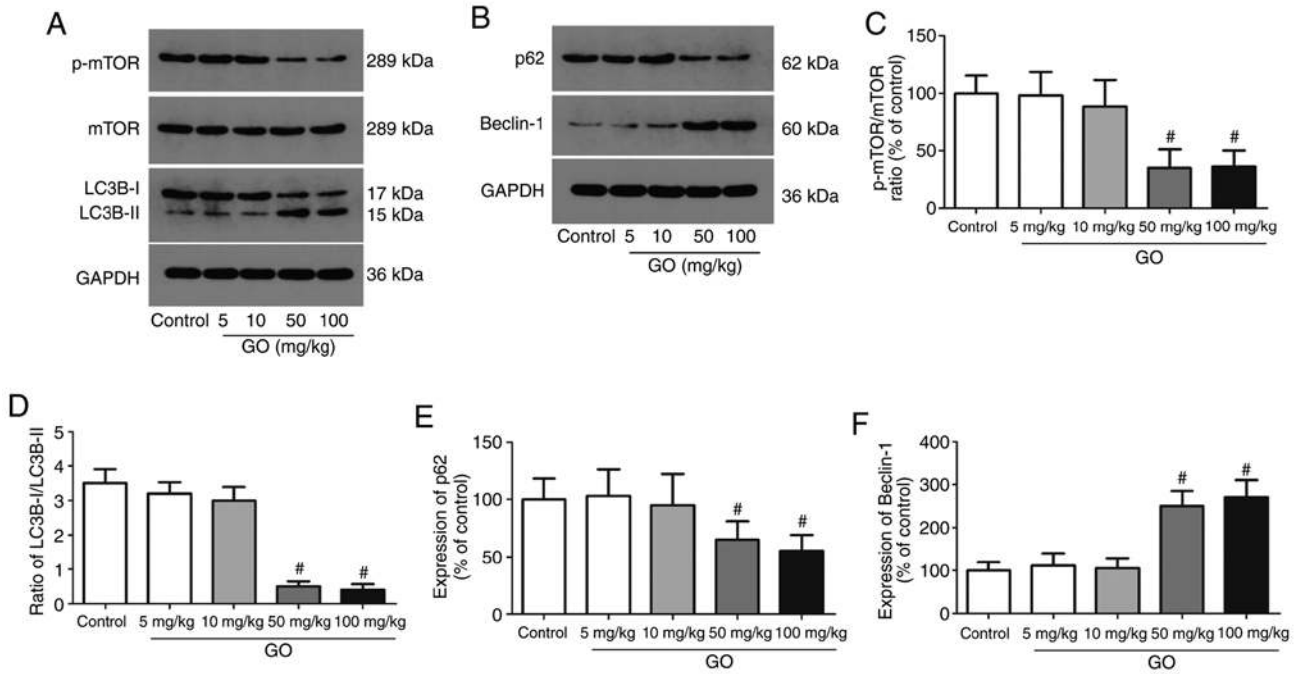 A
p-mTOR
289 kDa
mTOR
289 kDa
LC3B-I
17 kDa
LC3B-II
15 kDa
GAPDH
36 kDa
Control 5 10 50 100
GO (mg/kg)
B
p62
62 kDa
Beclin-1
60 kDa
GAPDH
36 kDa
Control 5 10 50 100
GO (mg/kg)
C
p-mTOR/mTOR
ratio (% of control)
150
100
50
0
# #
Control 5 mg/kg 10 mg/kg 50 mg/kg 100 mg/kg
GO
D
Ratio of LC3B-I/LC3B-II
5
4
3
2
1
0
# #
Control 5 mg/kg 10 mg/kg 50 mg/kg 100 mg/kg
GO
E
Expression of p62
(% of control)
150
100
50
0
# #
Control 5 mg/kg 10 mg/kg 50 mg/kg 100 mg/kg
GO
F
Expression of Beclin-1
(% of control)
400
300
200
100
0
# #
Control 5 mg/kg 10 mg/kg 50 mg/kg 100 mg/kg
GO